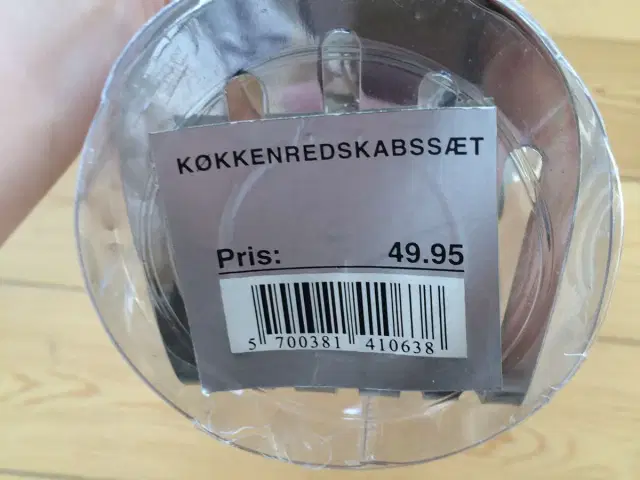 KØKKENREDSKABSSÆT
Pris: 49.95
5 700381 410638